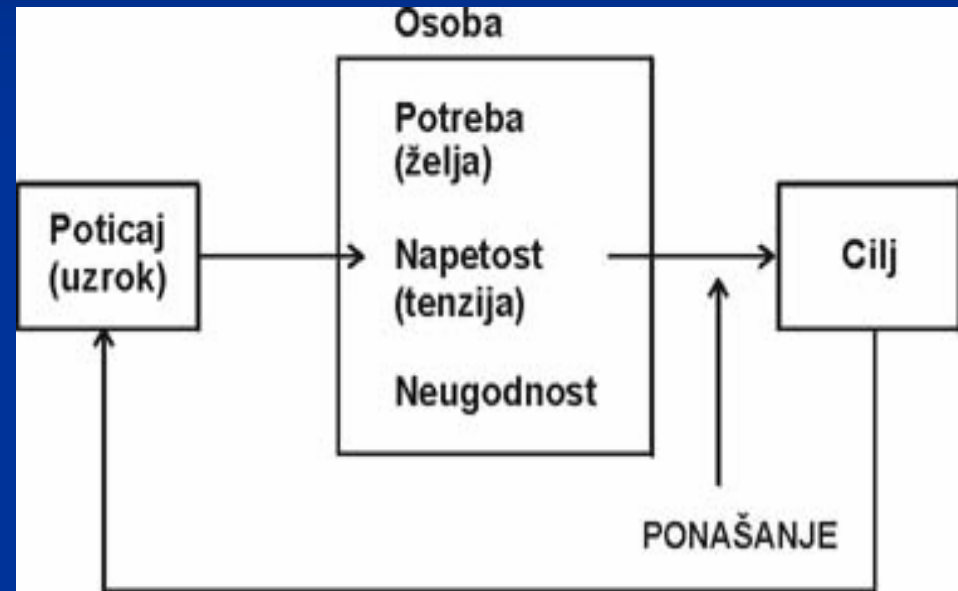 Osoba
Potreba
(želja)
Poticaj
(uzrok)
Napetost
(tenzija)
Cilj
Neugodnost
PONAŠANJE